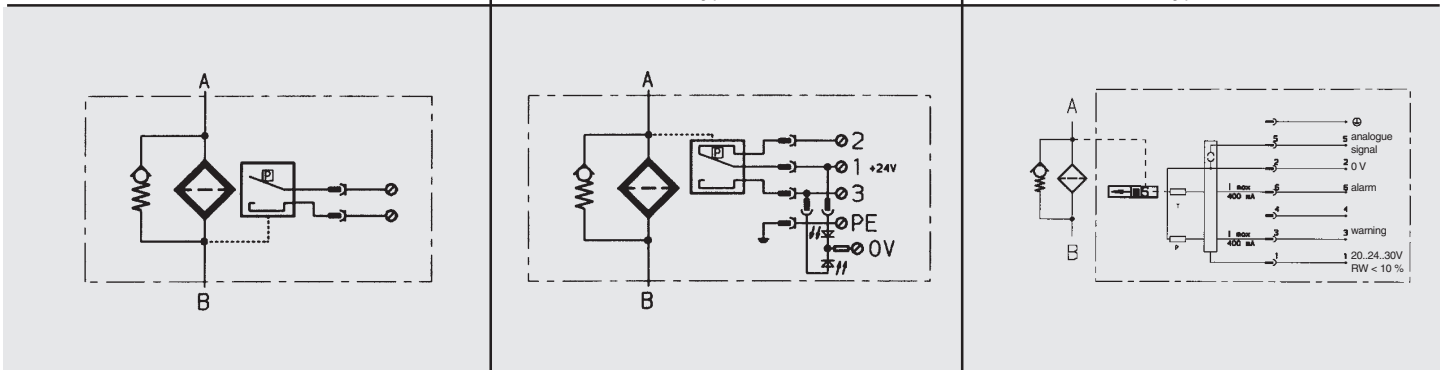 A
P
B
A
P
2
1 +24V
3
PE
0V
B
A
B
T
P
I max
400 mA
I max
400 mA
5 5 analogue
signal
2 2 0 V
6 6 alarm
4 4
3 3 warning
1 1 20..24..30V
RW < 10 %